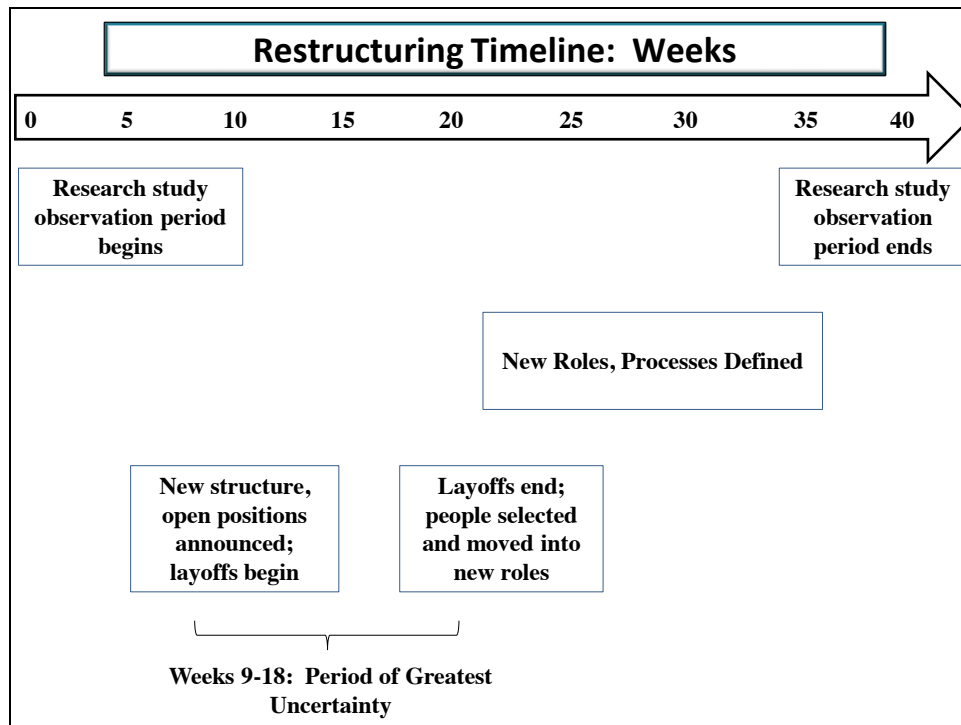 Restructuring Timeline: Weeks
0 5 10 15 20 25 30 35 40
Research study
observation period
begins
Research study
observation
period ends
New Roles, Processes Defined
New structure,
open positions
announced;
layoffs begin
Layoffs end;
people selected
and moved into
new roles
Weeks 9-18: Period of Greatest
Uncertainty